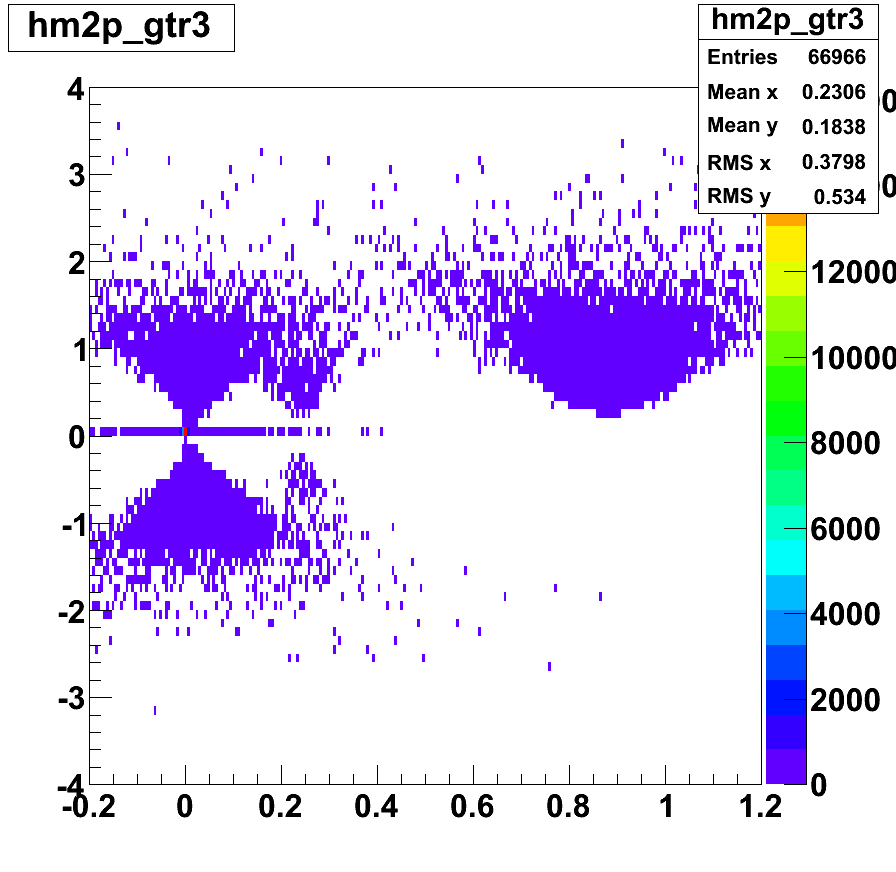 hm2p_gtr3
hm2p_gtr3
Entries 66966
Mean x 0.2306
Mean y 0.1838
RMS x 0.3798
RMS y 0.534
4
3
2
1
0
-1
-2
-3
-4
-0.2 0 0.2 0.4 0.6 0.8 1 1.2
12000
10000
8000
6000
4000
2000
0